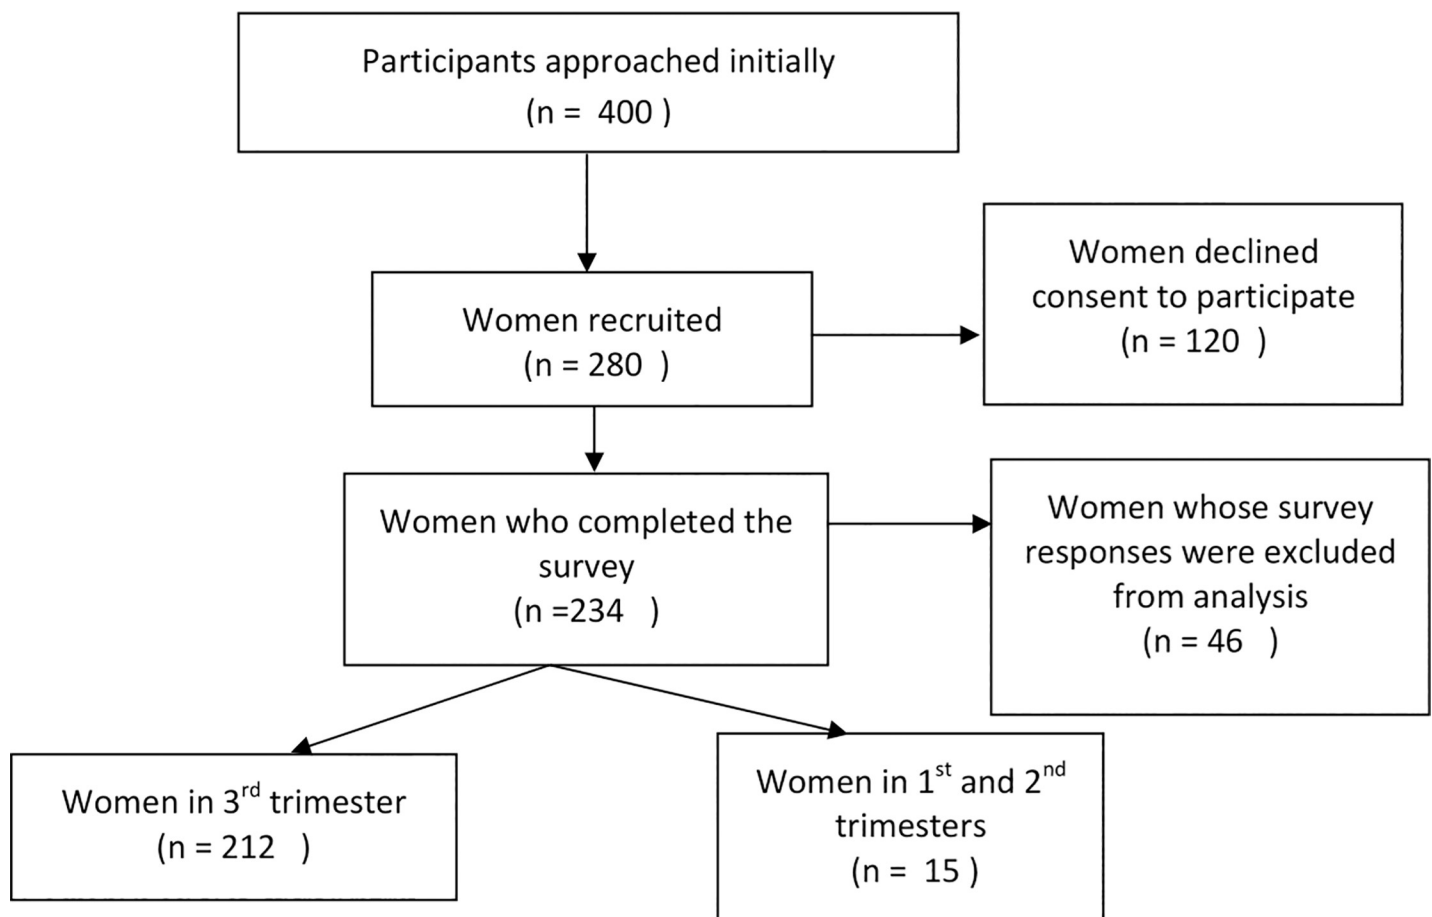 Participants approached initially
(n =  400 )
Women declined
consent to participate
(n = 120  )
Women recruited
(n = 280  )
Women who completed the
survey
(n =234   )
Women whose survey
responses were excluded
from analysis
(n = 46   )
Women in 3rd trimester
(n = 212   )
Women in 1st and 2nd
trimesters
(n =  15 )